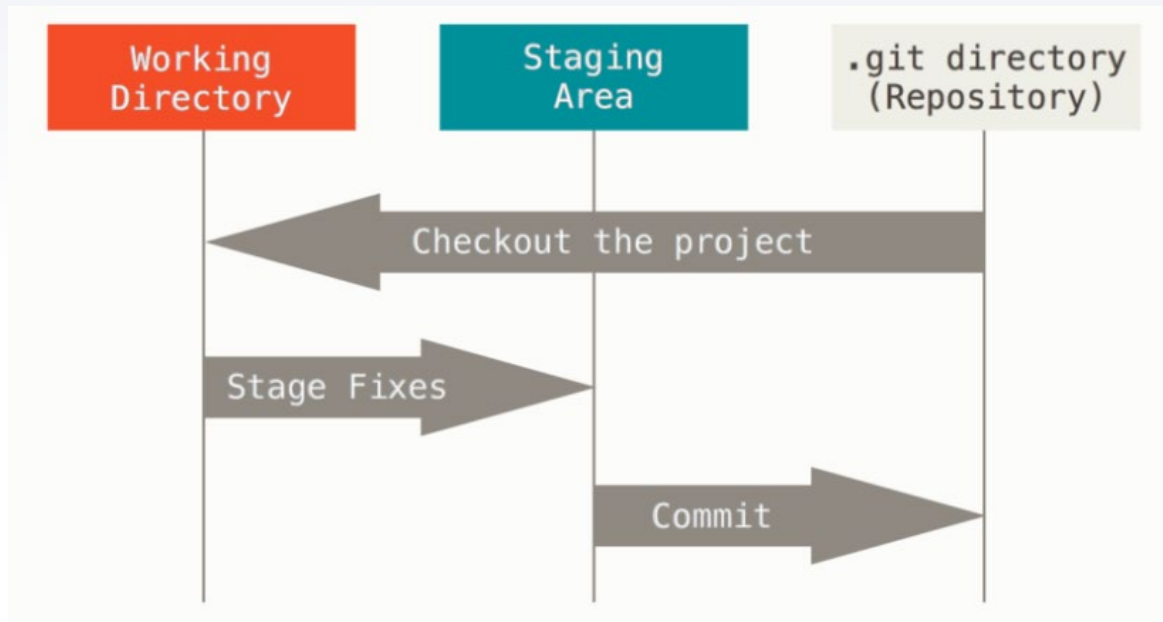 Working
Directory
Staging
Area
.git directory
(Repository)
Checkout the project
Stage Fixes
Commit